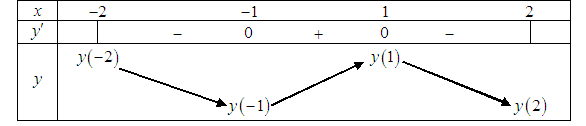 x −2 −1 1 2
y′ − 0 + 0 −
y(−2) y(1)
y
y(−1) y(2)